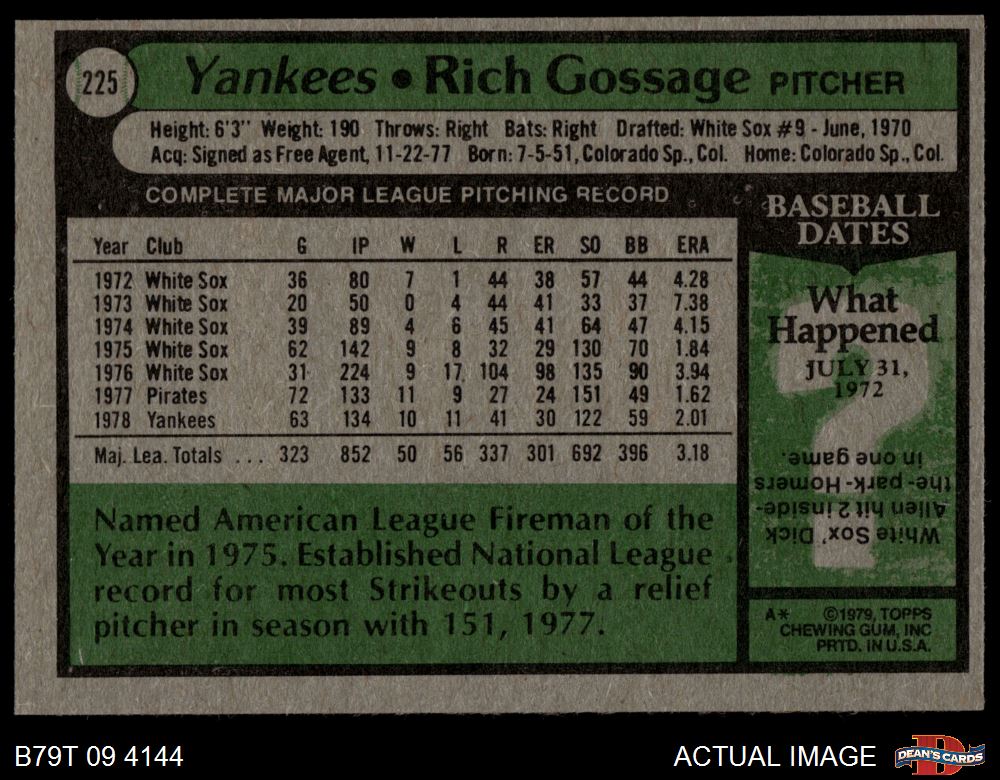 225
Yankees • Rich Gossage PITCHER
Height: 6'3" Weight: 190 Throws: Right Bats: Right Drafted: White Sox #9 - June, 1970
Acq: Signed as Free Agent, 11-22-77 Born: 7-5-51, Colorado Sp., Col. Home: Colorado Sp., Col.
COMPLETE MAJOR LEAGUE PITCHING RECORD
Year Club G IP W L R ER SO BB ERA
1972 White Sox 36 80 7 1 44 38 57 44 4.28
1973 White Sox 20 50 0 4 44 41 33 37 7.38
1974 White Sox 39 89 4 6 45 41 64 47 4.15
1975 White Sox 62 142 9 8 32 29 130 70 1.84
1976 White Sox 31 224 9 17 104 98 135 90 3.94
1977 Pirates 72 133 11 9 27 24 151 49 1.62
1978 Yankees 63 134 10 11 41 30 122 59 2.01
Maj. Lea. Totals ... 323 852 50 56 337 301 692 396 3.18
Named American League Fireman of the
Year in 1975. Established National League
record for most Strikeouts by a relief
pitcher in season with 151, 1977.
BASEBALL
DATES
What
Happened
JULY 31,
1972
White Sox' Dick
Allen hit 2 inside-
the-park-Homers
in one game.
A* ©1979, TOPPS
CHEWING GUM, INC
PRTD. IN U.S.A.
B79T 09 4144
ACTUAL IMAGE
DEAN'S CARDS